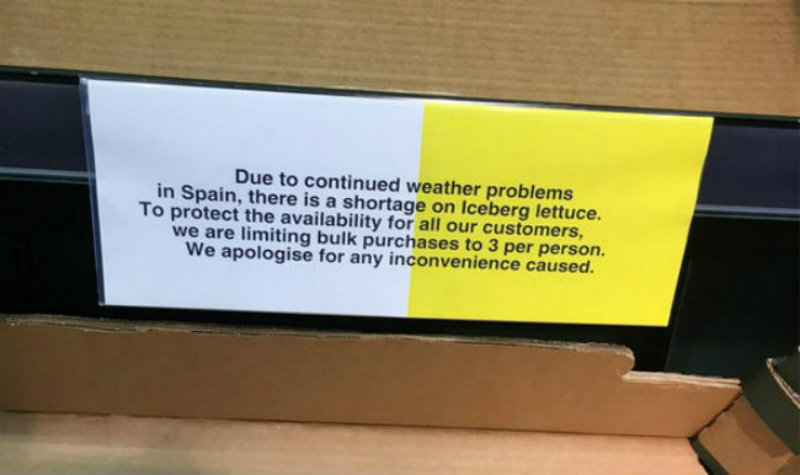 Due to continued weather problems
in Spain, there is a shortage on Iceberg lettuce.
To protect the availability for all our customers,
we are limiting bulk purchases to 3 per person.
We apologise for any inconvenience caused.